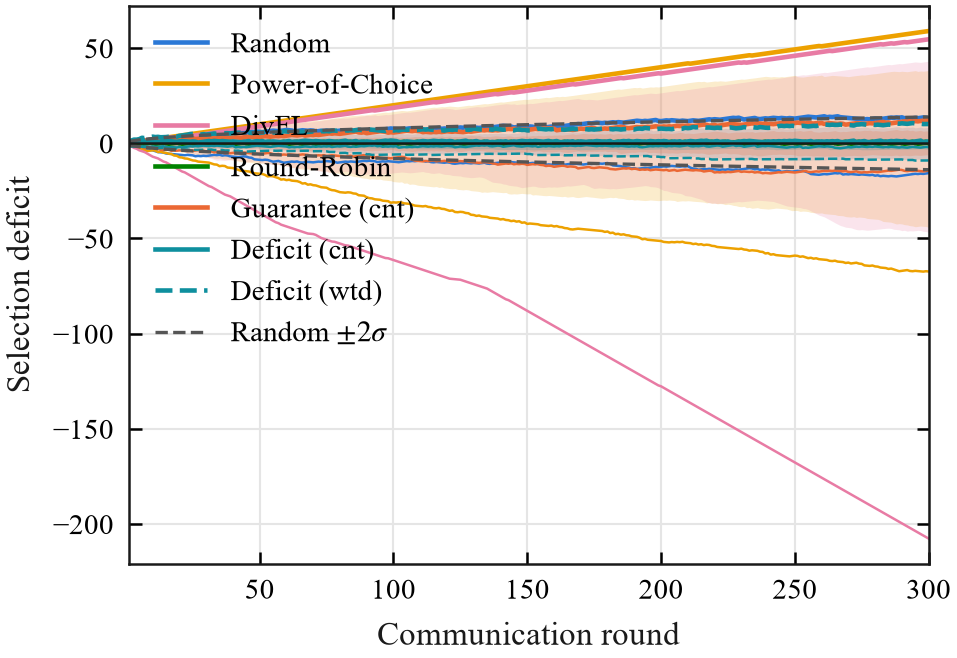 Random
Power-of-Choice
DivFL
Round-Robin
Guarantee (cnt)
Deficit (cnt)
Deficit (wtd)
Random ±2σ
50
0
−50
−100
−150
−200
Selection deficit
50
100
150
200
250
300
Communication round